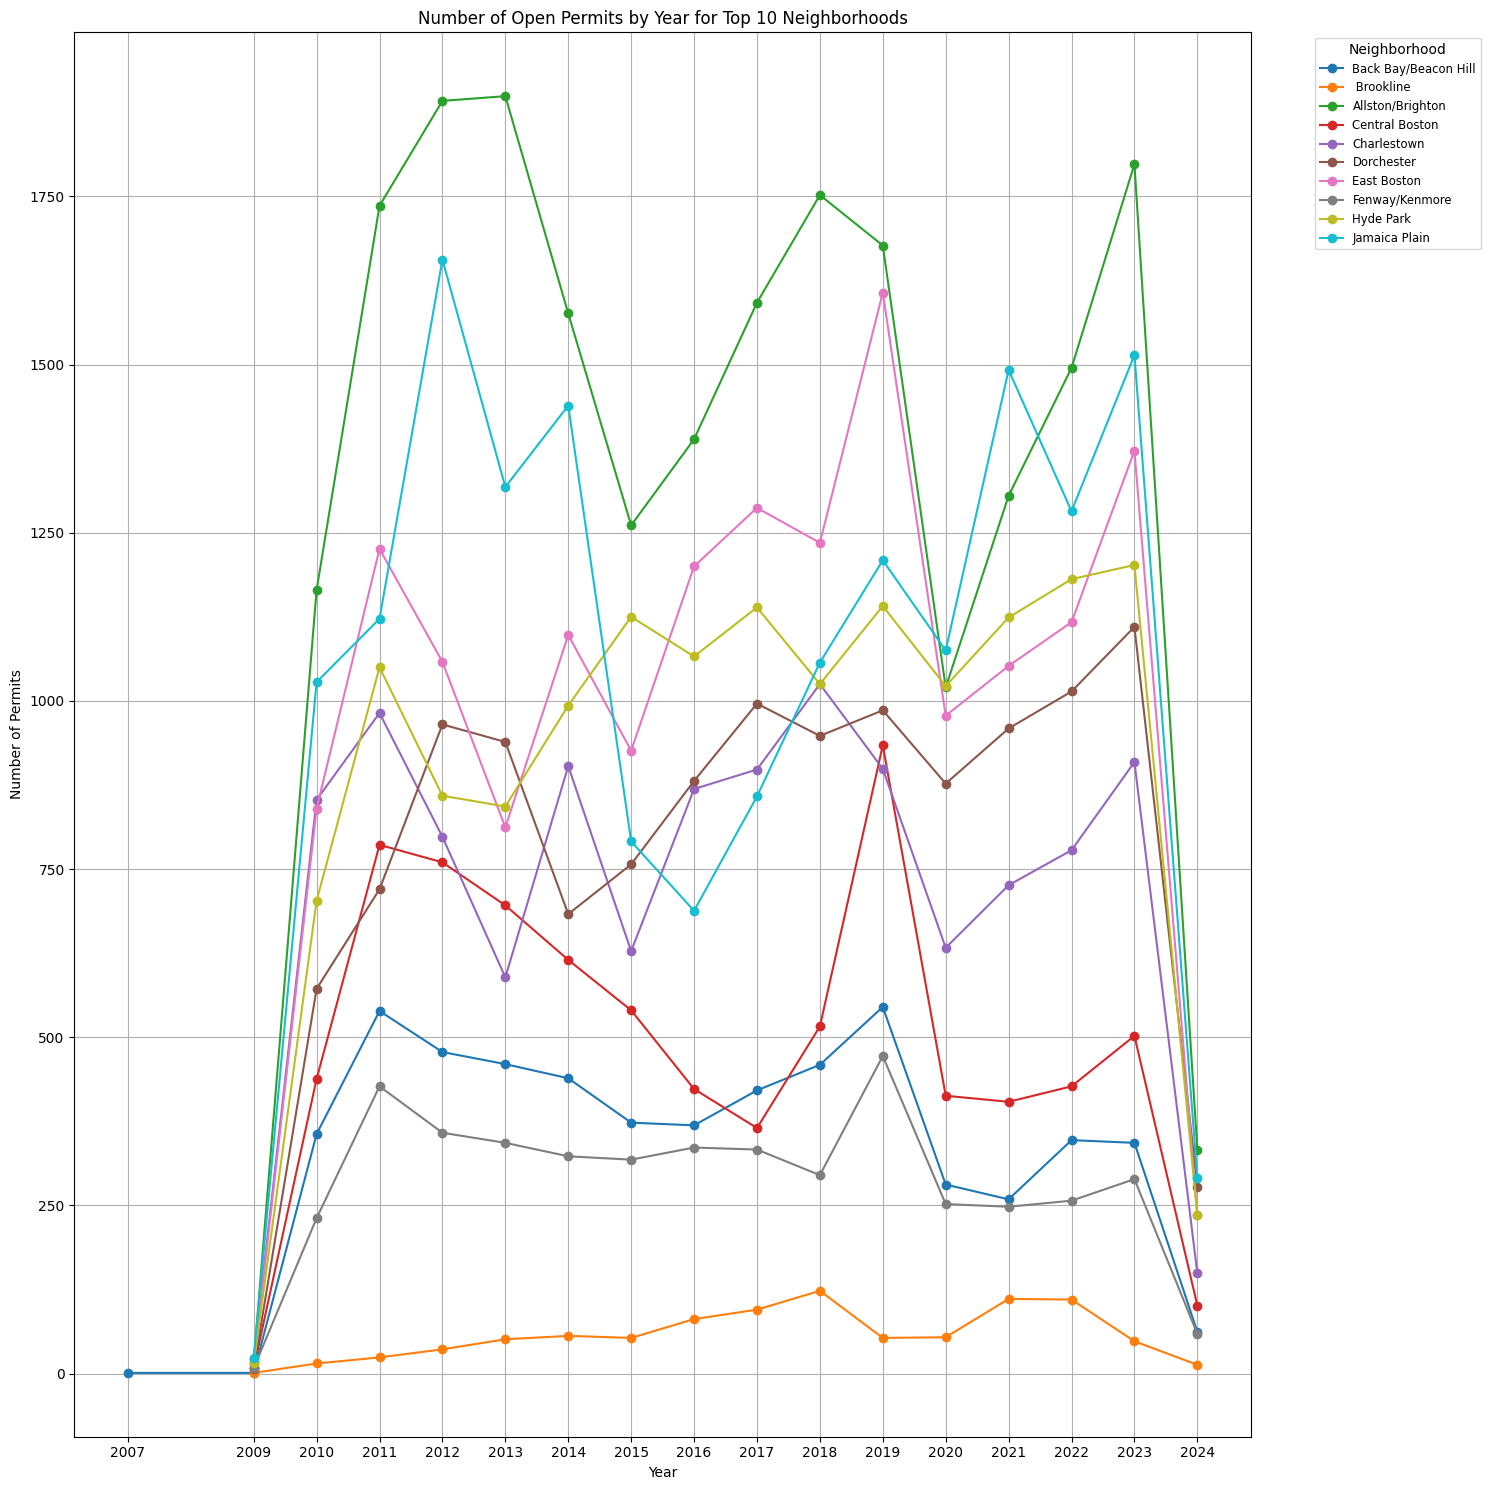 Number of Open Permits by Year for Top 10 Neighborhoods
Neighborhood
Back Bay/Beacon Hill
Brookline
Allston/Brighton
Central Boston
Charlestown
Dorchester
East Boston
Fenway/Kenmore
Hyde Park
Jamaica Plain
Number of Permits
1750
1500
1250
1000
750
500
250
0
2007 2009 2010 2011 2012 2013 2014 2015 2016 2017 2018 2019 2020 2021 2022 2023 2024
Year